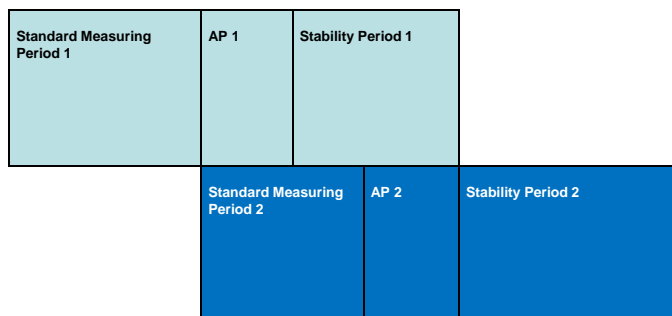 Standard Measuring
Period 1
AP 1
Stability Period 1
Standard Measuring
Period 2
AP 2
Stability Period 2